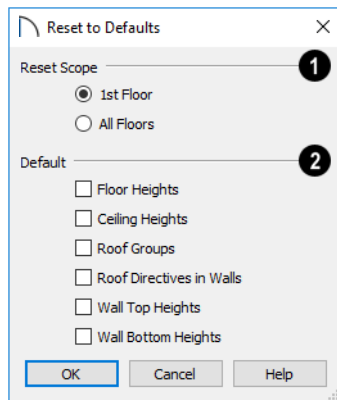 Reset to Defaults
Reset Scope 1
1st Floor
All Floors
Default 2
Floor Heights
Ceiling Heights
Roof Groups
Roof Directives in Walls
Wall Top Heights
Wall Bottom Heights
OK Cancel Help